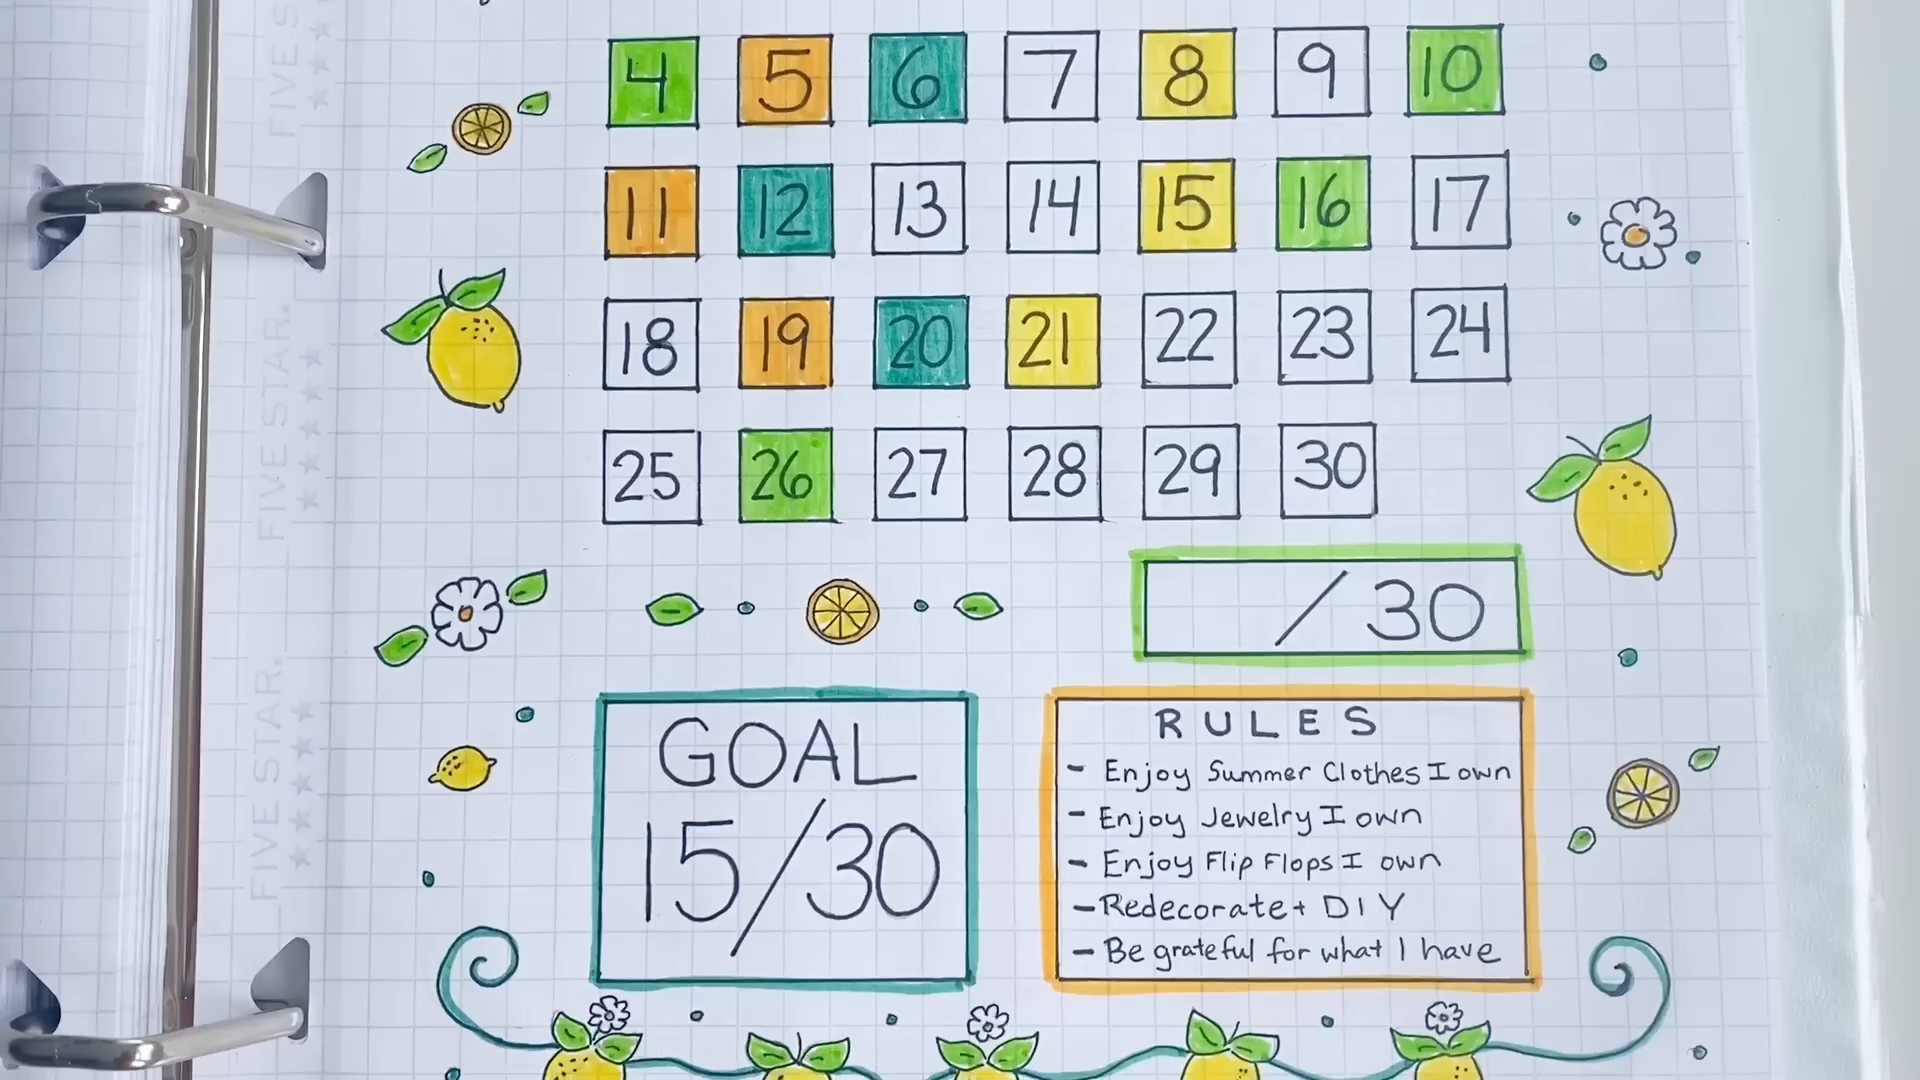 4 5 6 7 8 9 10
11 12 13 14 15 16 17
18 19 20 21 22 23 24
25 26 27 28 29 30
/ 30
GOAL
15/30
RULES
- Enjoy Summer Clothes I own
- Enjoy Jewelry I own
- Enjoy Flip Flops I own
- Redecorate + DIY
- Be grateful for what I have
FIVE STAR.
FIVE STAR.
FIVE STAR.